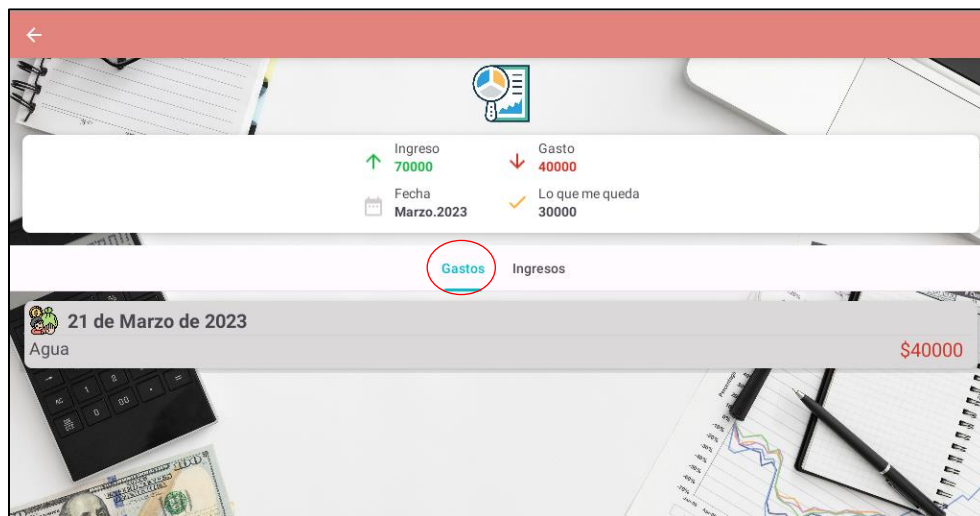 Ingreso
70000
Gasto
40000
Fecha
Marzo.2023
Lo que me queda
30000
Gastos
Ingresos
21 de Marzo de 2023
Agua
$40000